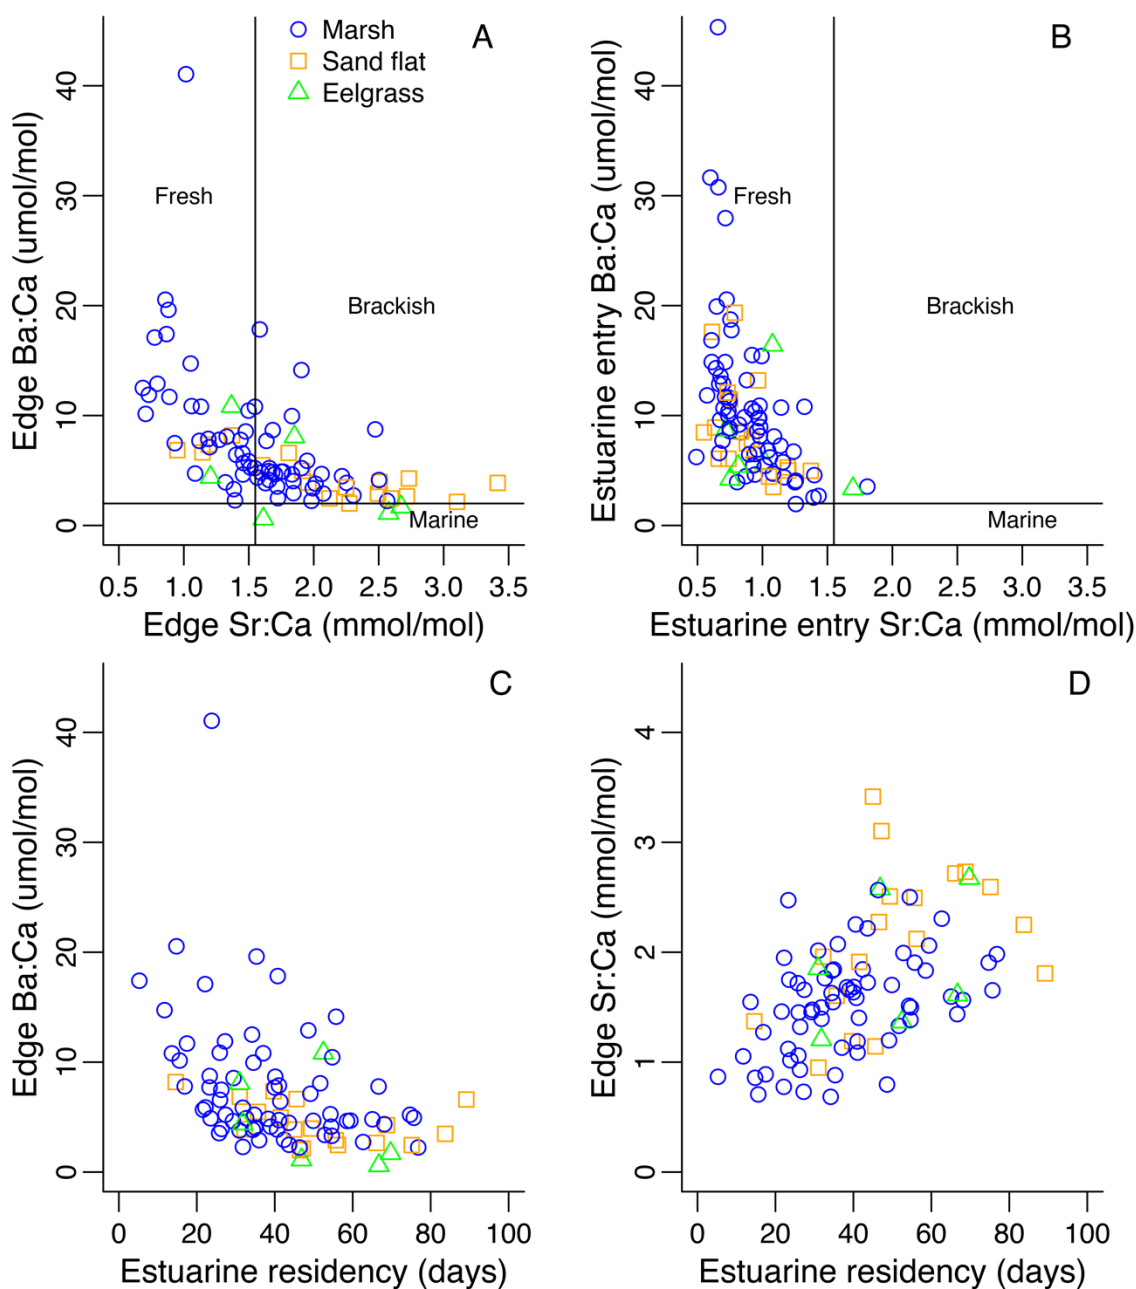 A
Marsh
Sand flat
Eelgrass
Fresh
Brackish
Marine
Edge Ba:Ca (umol/mol)
0 10 20 30 40
0.5 1.0 1.5 2.0 2.5 3.0 3.5
Edge Sr:Ca (mmol/mol)
B
Fresh
Brackish
Marine
Estuarine entry Ba:Ca (umol/mol)
0 10 20 30 40
0.5 1.0 1.5 2.0 2.5 3.0 3.5
Estuarine entry Sr:Ca (mmol/mol)
C
Edge Ba:Ca (umol/mol)
0 10 20 30 40
0 20 40 60 80 100
Estuarine residency (days)
D
Edge Sr:Ca (mmol/mol)
0 1 2 3 4
0 20 40 60 80 100
Estuarine residency (days)